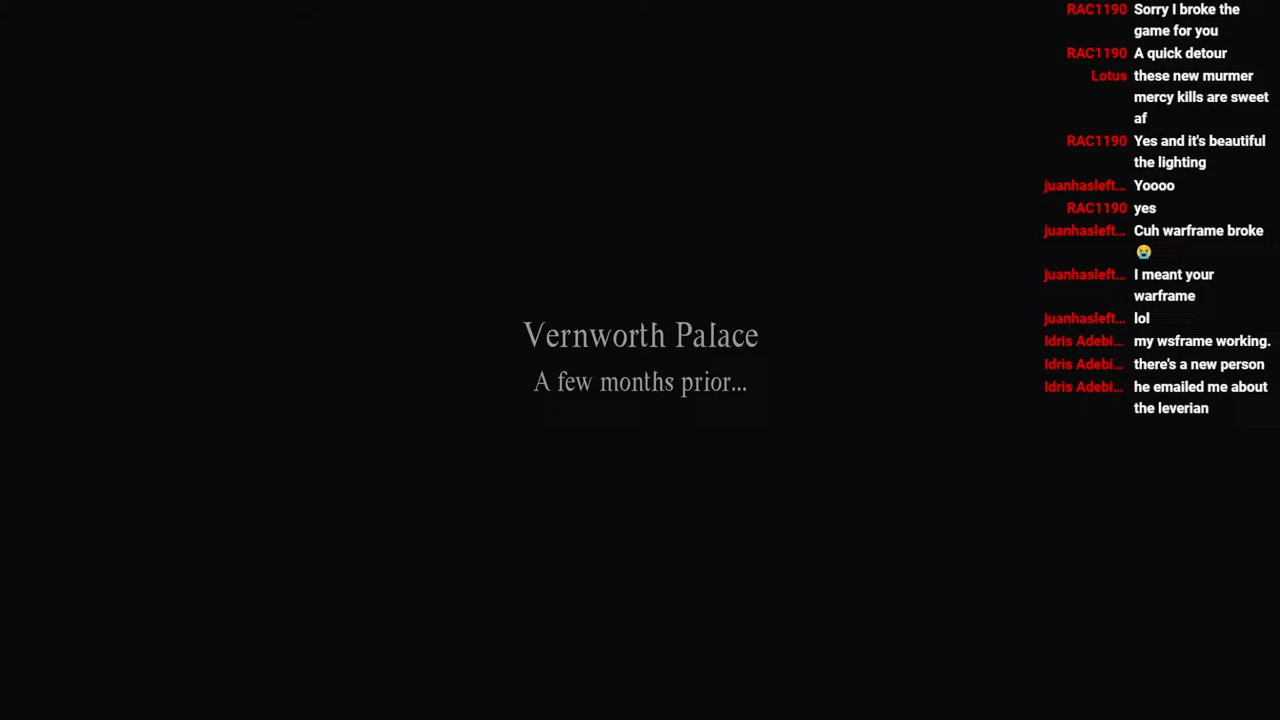 RAC1190 Sorry I broke the
game for you
RAC1190 A quick detour
Lotus these new murmer
mercy kills are sweet
af
RAC1190 Yes and it's beautiful
the lighting
juanhasleft... Yoooo
RAC1190 yes
juanhasleft... Cuh warframe broke
😭
juanhasleft... I meant your
warframe
juanhasleft... lol
Idris Adebi... my wsframe working.
Idris Adebi... there's a new person
Idris Adebi... he emailed me about
the leverian
Vernworth Palace
A few months prior...